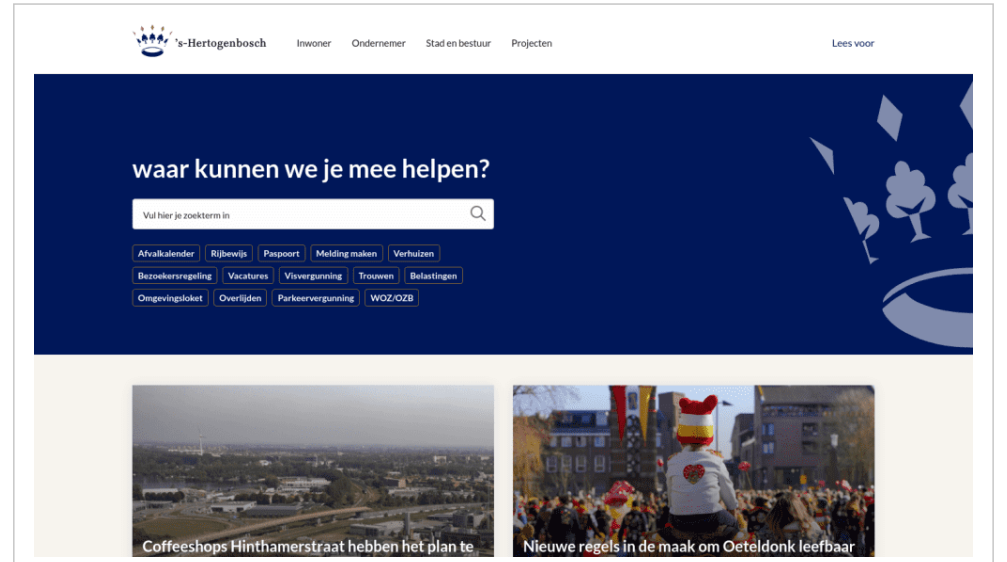 's-Hertogenbosch Inwoner Ondernemer Stad en bestuur Projecten Lees voor
waar kunnen we je mee helpen?
Vul hier je zoekterm in
Afvalkalender Rijbewijs Paspoort Melding maken Verhuizen
Bezoekersregeling Vacatures Visvergunning Trouwen Belastingen
Omgevingsloket Overlijden Parkeervergunning WOZ/OZB
Coffeeshops Hinthamerstraat hebben het plan te
Nieuwe regels in de maak om Oeteldonk leefbaar